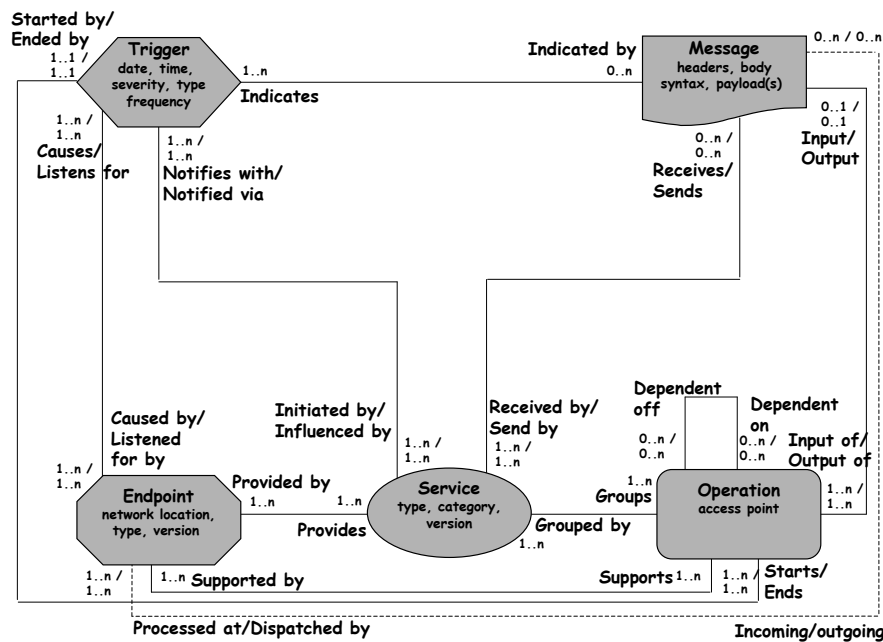 Started by/
Ended by
1..1 /
1..1
Trigger
date, time,
severity, type
frequency
1..n
Indicates
Indicated by
0..n
Message
headers, body
syntax, payload(s)
0..n / 0..n
1..n /
1..n
Causes/
Listens for
1..n /
1..n
Notifies with/
Notified via
0..n /
0..n
Receives/
Sends
0..1 /
0..1
Input/
Output
Caused by/
Listened
for by
1..n /
1..n
Initiated by/
Influenced by
1..n /
1..n
Received by/
Send by
1..n /
1..n
Dependent
off
0..n /
0..n
Dependent
on
0..n /
0..n
Input of/
Output of
1..n /
1..n
Endpoint
network location,
type, version
Provided by
1..n
1..n
Provides
Service
type, category,
version
1..n
Groups
Grouped by
1..n
Operation
access point
1..n /
1..n
1..n
Supported by
Supports
1..n
1..n /
1..n
Starts/
Ends
Processed at/Dispatched by
Incoming/outgoing